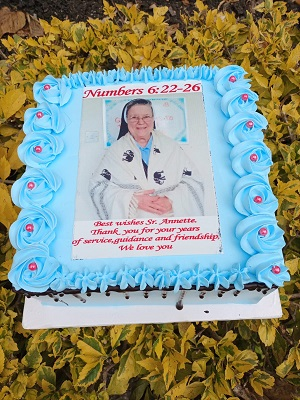 Numbers 6:22-26
Best wishes Sr. Annette.
Thank you for your years
of service,guidance and friendship.
We love you